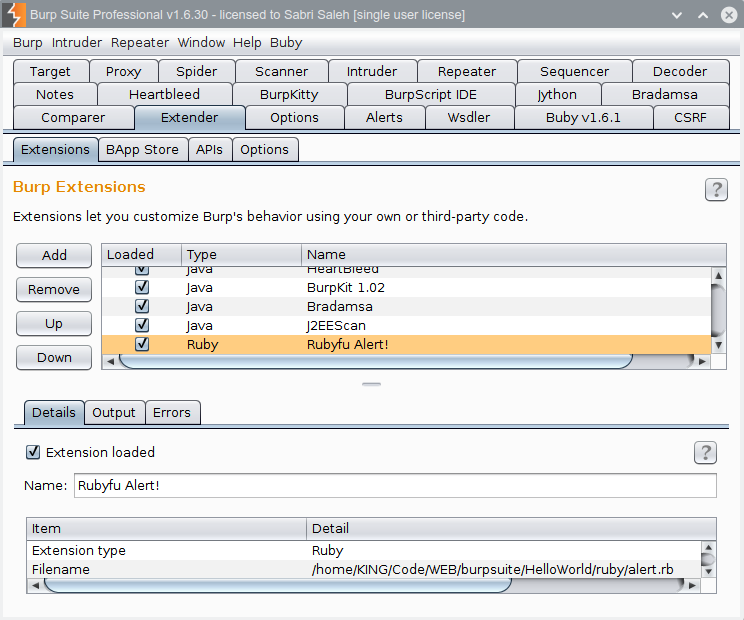 Burp Suite Professional v1.6.30 - licensed to Sabri Saleh [single user license]
Burp Intruder Repeater Window Help Buby
Target Proxy Spider Scanner Intruder Repeater Sequencer Decoder
Notes Heartbleed BurpKitty BurpScript IDE Jython Bradamsa
Comparer Extender Options Alerts Wsdler Buby v1.6.1 CSRF
Extensions BApp Store APIs Options
Burp Extensions
?
Extensions let you customize Burp's behavior using your own or third-party code.
Add
Remove
Up
Down
Loaded Type Name
Java HeartBleed
Java BurpKit 1.02
Java Bradamsa
Java J2EEScan
Ruby Rubyfu Alert!
Details Output Errors
Extension loaded
?
Name: Rubyfu Alert!
Item Detail
Extension type Ruby
Filename /home/KING/Code/WEB/burpsuite/HelloWorld/ruby/alert.rb